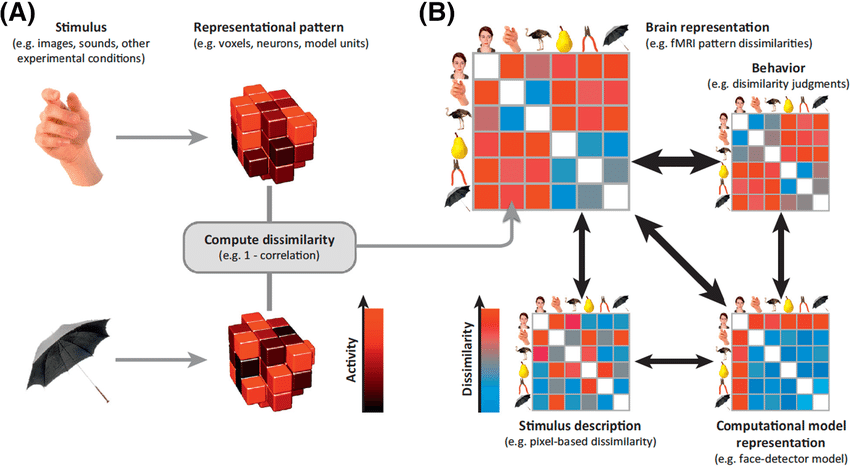 (A)
Stimulus
(e.g. images, sounds, other
experimental conditions)
Representational pattern
(e.g. voxels, neurons, model units)
Compute dissimilarity
(e.g. 1 - correlation)
Activity
(B)
Brain representation
(e.g. fMRI pattern dissimilarities)
Behavior
(e.g. disimilarity judgments)
Dissimilarity
Stimulus description
(e.g. pixel-based dissimilarity)
Computational model
representation
(e.g. face-detector model)